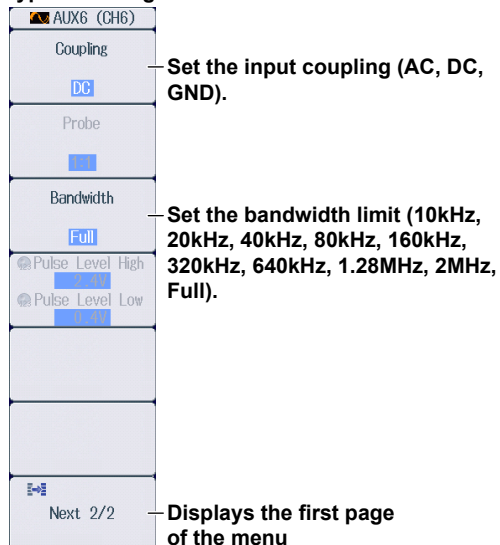 AUX6 (CH6)
Coupling
DC
Set the input coupling (AC, DC,
GND).
Probe
1:1
Bandwidth
Full
Set the bandwidth limit (10kHz,
20kHz, 40kHz, 80kHz, 160kHz,
320kHz, 640kHz, 1.28MHz, 2MHz,
Full).
Pulse Level High
2.4V
Pulse Level Low
0.4V
Next 2/2
Displays the first page
of the menu